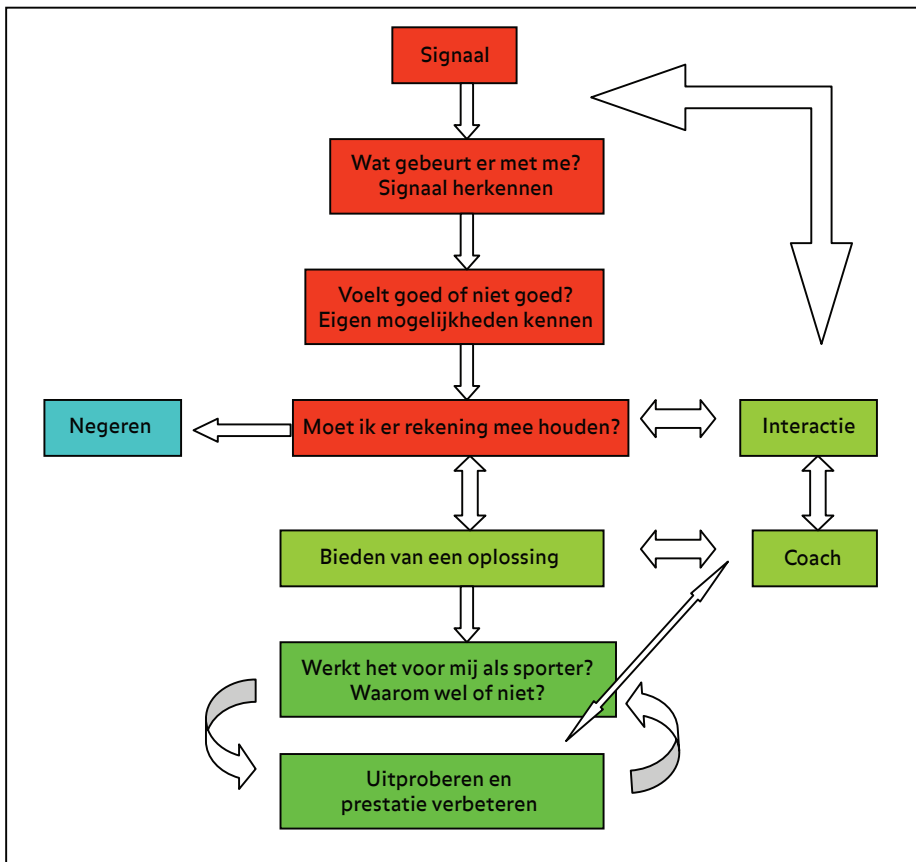 Signaal
Wat gebeurt er met me?
Signaal herkennen
Voelt goed of niet goed?
Eigen mogelijkheden kennen
Negeren
Moet ik er rekening mee houden?
Interactie
Bieden van een oplossing
Coach
Werkt het voor mij als sporter?
Waarom wel of niet?
Uitproberen en
prestatie verbeteren